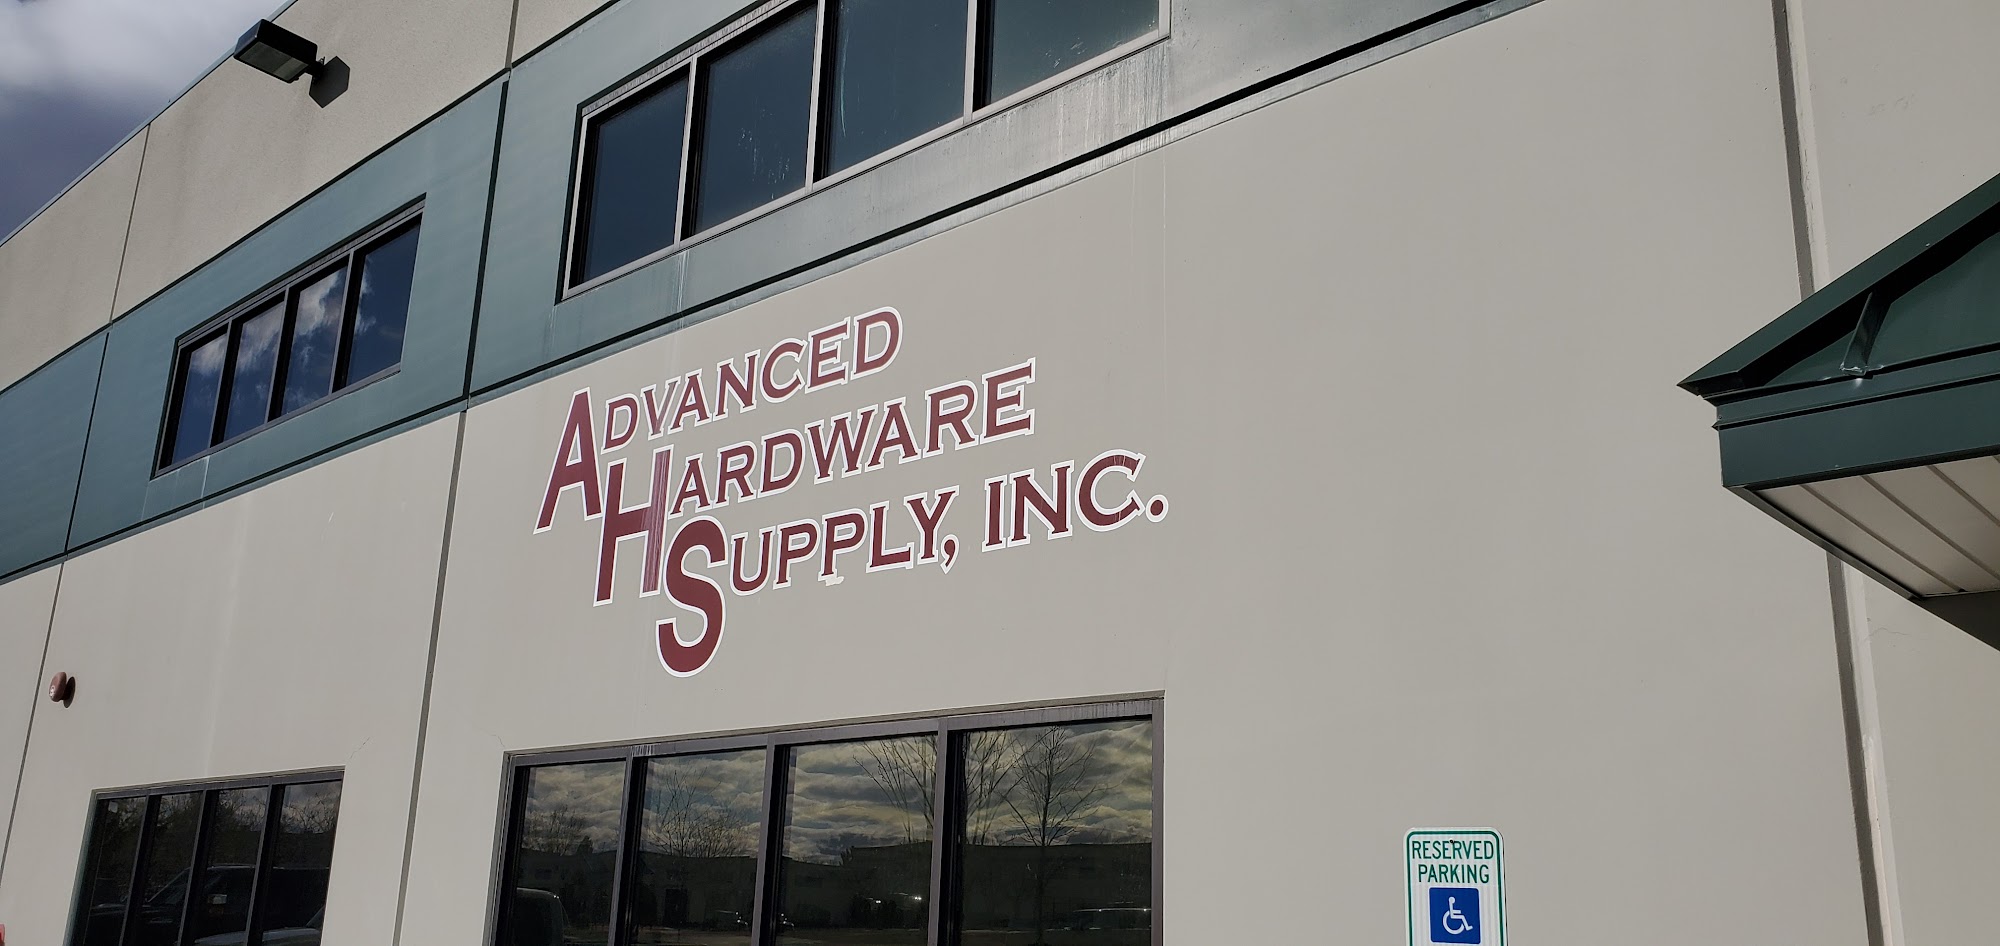 ADVANCED
HARDWARE
SUPPLY, INC.
RESERVED
PARKING